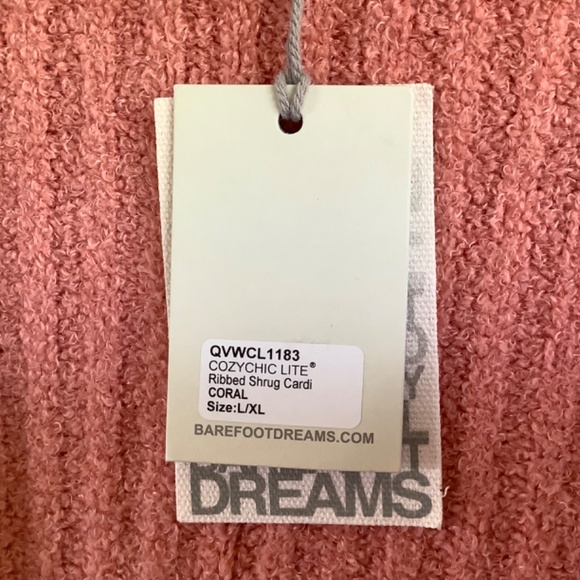 QVWCL1183
COZYCHIC LITE®
Ribbed Shrug Cardi
CORAL
Size:L/XL
BAREFOOTDREAMS.COM
DREAMS